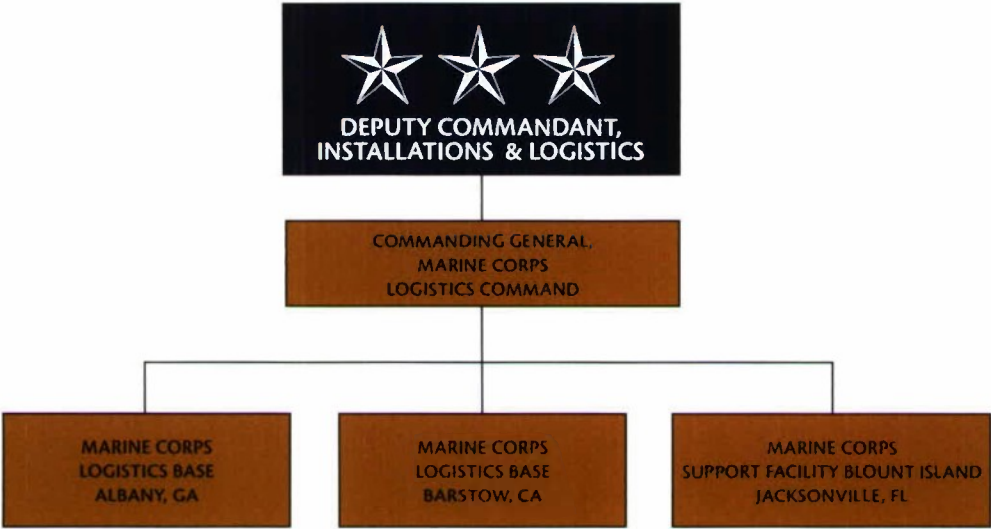 DEPUTY COMMANDANT,
INSTALLATIONS & LOGISTICS
COMMANDING GENERAL,
MARINE CORPS
LOGISTICS COMMAND
MARINE CORPS
LOGISTICS BASE
ALBANY, GA
MARINE CORPS
LOGISTICS BASE
BARSTOW, CA
MARINE CORPS
SUPPORT FACILITY BLOUNT ISLAND
JACKSONVILLE, FL